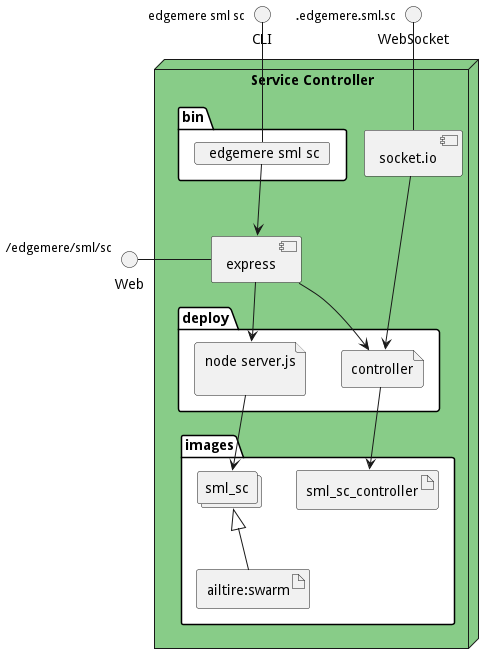 edgemere sml sc
.edgemere.sml.sc
CLI
WebSocket
Service Controller
bin
edgemere sml sc
socket.io
/edgemere/sml/sc
Web
express
deploy
node server.js
controller
images
sml_sc
sml_sc_controller
ailtire:swarm